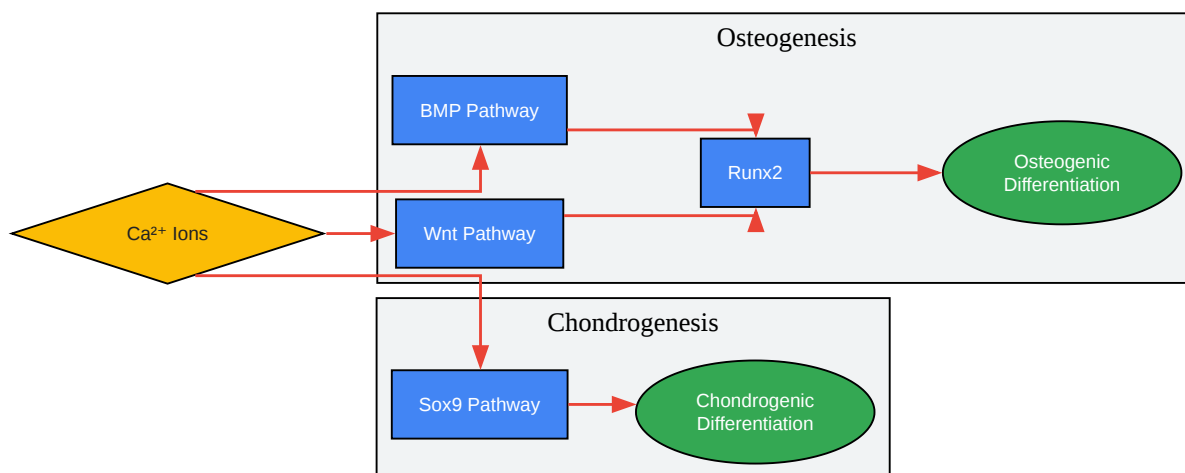 Osteogenesis
BMP Pathway
Runx2
Osteogenic
Differentiation
Ca²⁺ Ions
Wnt Pathway
Chondrogenesis
Sox9 Pathway
Chondrogenic
Differentiation